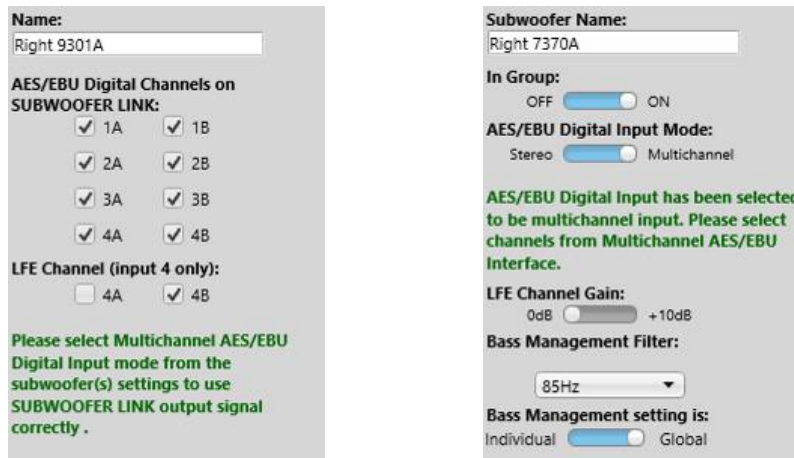 Name:
Right 9301A
AES/EBU Digital Channels on
SUBWOOFER LINK:
1A 1B
2A 2B
3A 3B
4A 4B
LFE Channel (input 4 only):
4A 4B
Please select Multichannel AES/EBU
Digital Input mode from the
subwoofer(s) settings to use
SUBWOOFER LINK output signal
correctly .
Subwoofer Name:
Right 7370A
In Group:
OFF ON
AES/EBU Digital Input Mode:
Stereo Multichannel
AES/EBU Digital Input has been selected
to be multichannel input. Please select
channels from Multichannel AES/EBU
Interface.
LFE Channel Gain:
0dB +10dB
Bass Management Filter:
85Hz
Bass Management setting is:
Individual Global